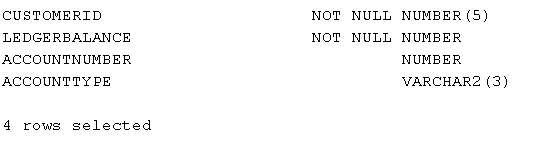 CUSTOMERID NOT NULL NUMBER(5)
LEDGERBALANCE NOT NULL NUMBER
ACCOUNTNUMBER NUMBER
ACCOUNTTYPE VARCHAR2(3)
4 rows selected